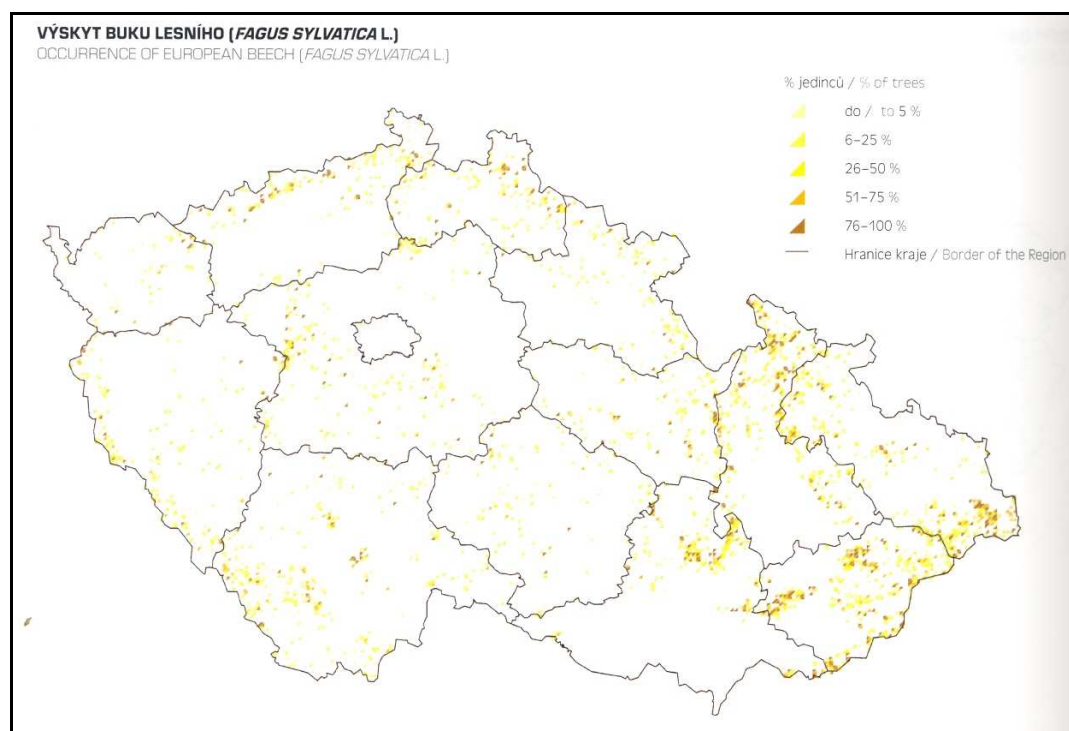 VÝSKYT BUKU LESNÍHO (FAGUS SYLVATICA L.)
OCCURRENCE OF EUROPEAN BEECH (FAGUS SYLVATICA L.)
% jedinců / % of trees
do / to 5 %
6–25 %
26–50 %
51–75 %
76–100 %
Hranice kraje / Border of the Region